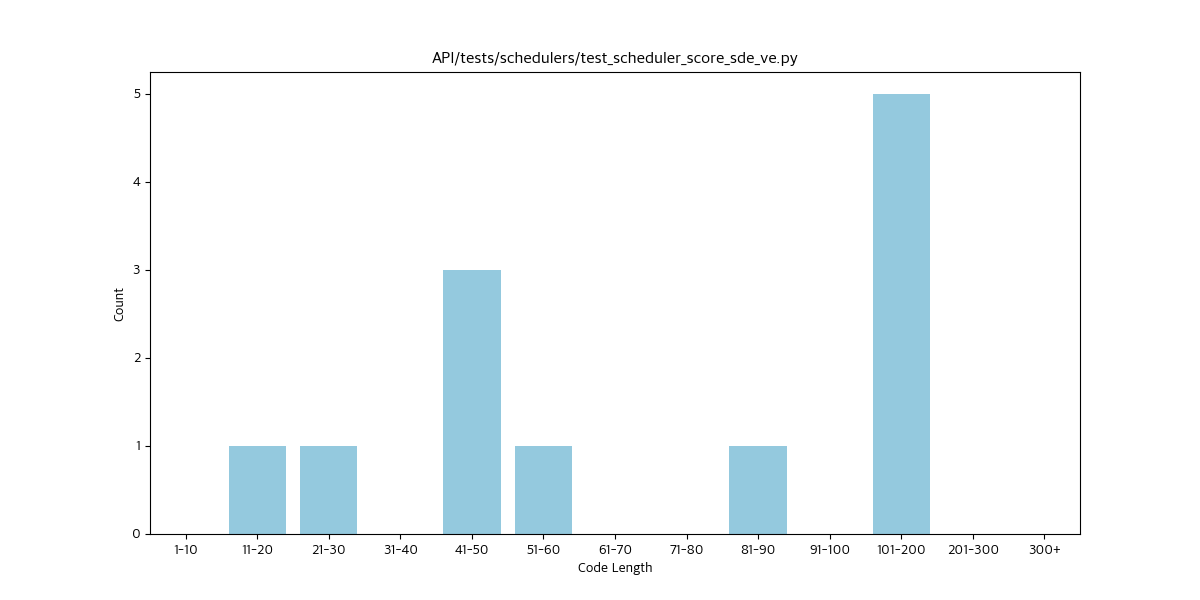 API/tests/schedulers/test_scheduler_score_sde_ve.py
Count
5
4
3
2
1
0
1-10 11-20 21-30 31-40 41-50 51-60 61-70 71-80 81-90 91-100 101-200 201-300 300+
Code Length